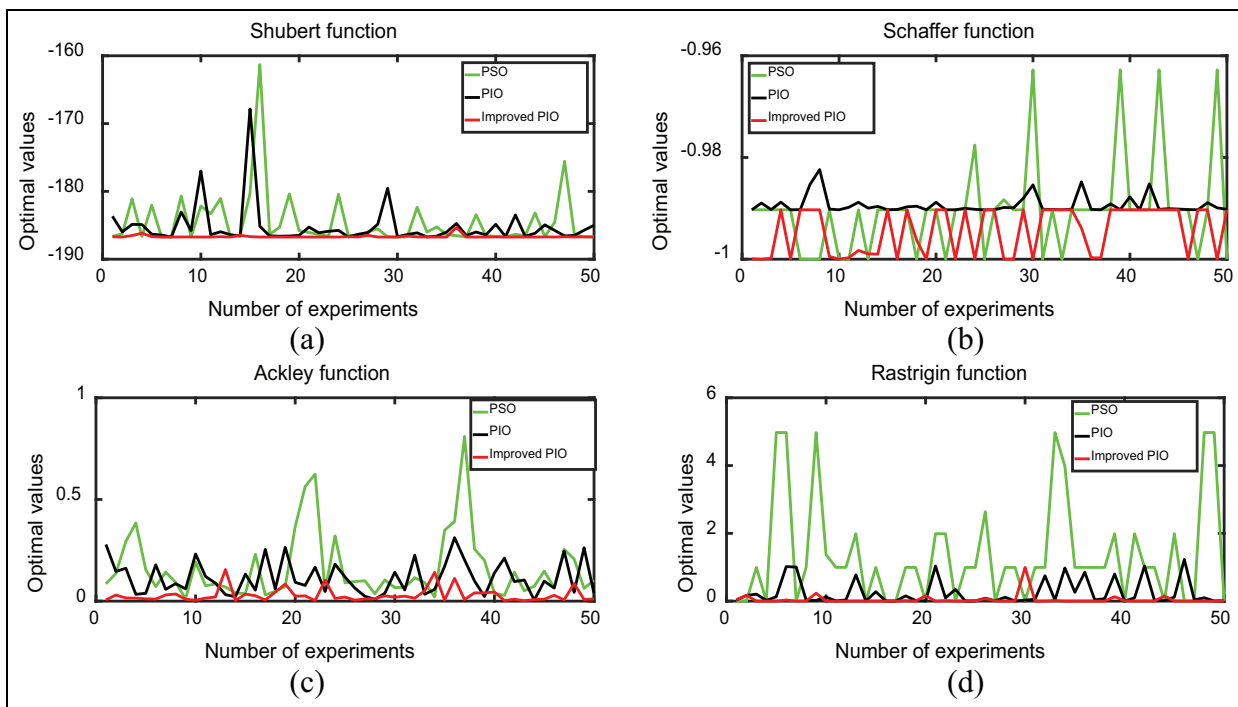 Shubert function
-160
-170
-180
-190
Optimal values
PSO
PIO
Improved PIO
0
10
20
30
40
50
Number of experiments
(a)
Schaffer function
-0.96
-0.98
-1
Optimal values
PSO
PIO
Improved PIO
0
10
20
30
40
50
Number of experiments
(b)
Ackley function
1
0.5
0
Optimal values
PSO
PIO
Improved PIO
0
10
20
30
40
50
Number of experiments
(c)
Rastrigin function
6
4
2
0
Optimal values
PSO
PIO
Improved PIO
0
10
20
30
40
50
Number of experiments
(d)